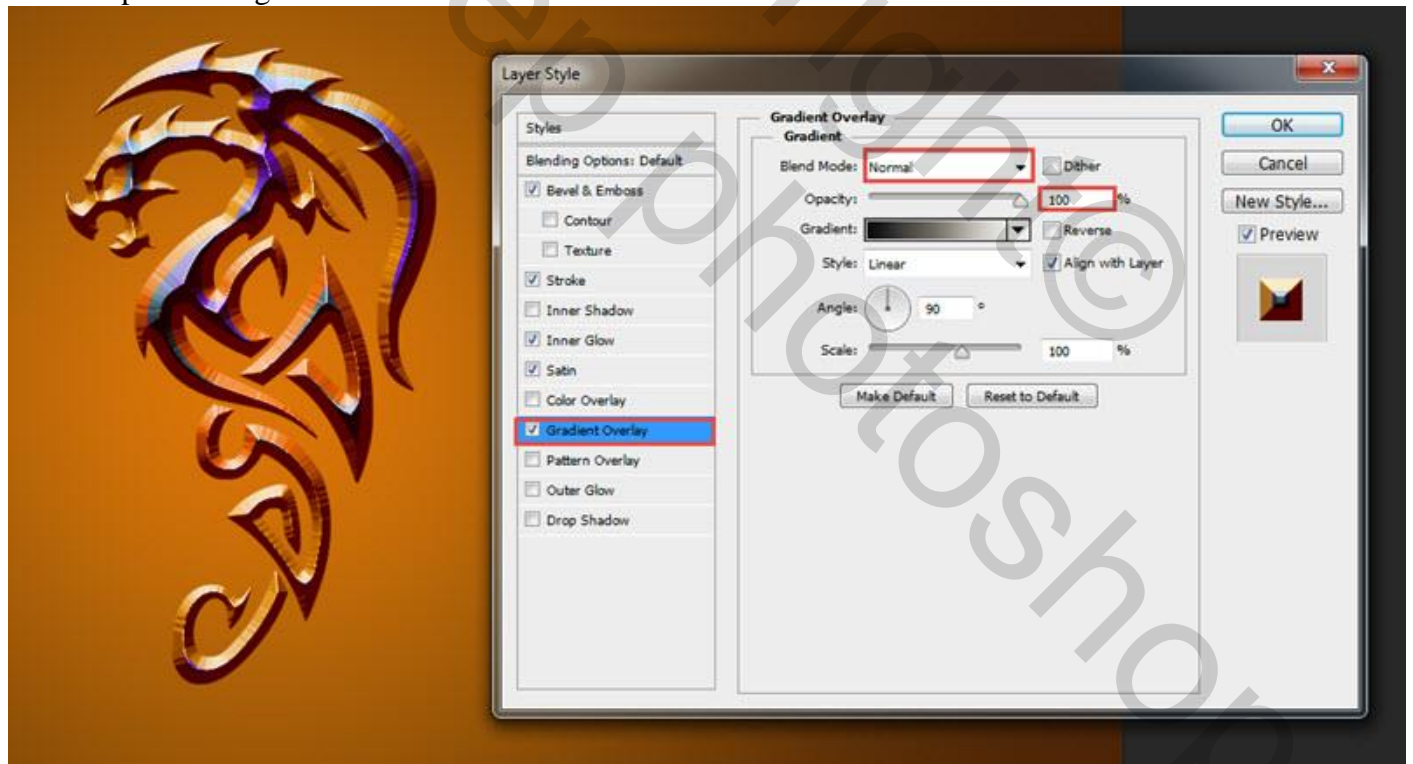 Layer Style
Styles
Blending Options: Default
Bevel & Emboss
Contour
Texture
Stroke
Inner Shadow
Inner Glow
Satin
Color Overlay
Gradient Overlay
Pattern Overlay
Outer Glow
Drop Shadow
Gradient Overlay
Gradient
Blend Mode: Normal Dither
Opacity: 100 %
Gradient: Reverse
Style: Linear Align with Layer
Angle: 90 °
Scale: 100 %
Make Default Reset to Default
OK
Cancel
New Style...
Preview